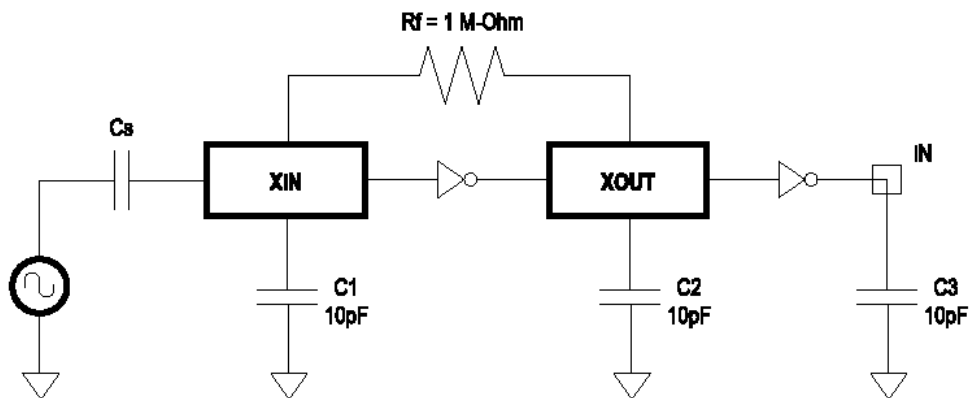 Rf = 1 M-Ohm
Cs
XIN
XOUT
IN
C1
10pF
C2
10pF
C3
10pF